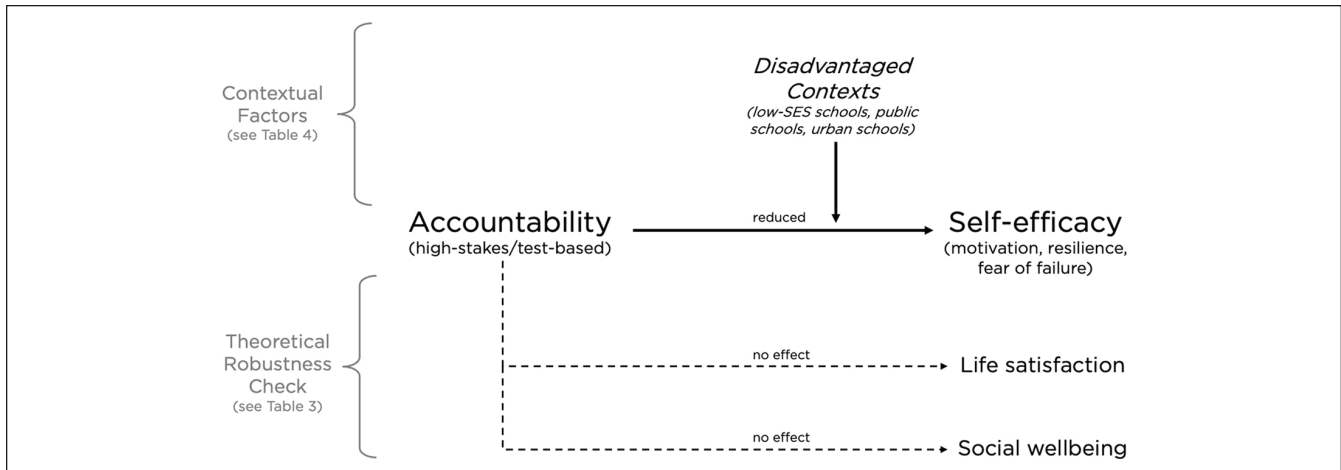 Contextual
Factors
(see Table 4)
Disadvantaged
Contexts
(low-SES schools, public
schools, urban schools)
Accountability
(high-stakes/test-based)
reduced
Self-efficacy
(motivation, resilience,
fear of failure)
Theoretical
Robustness
Check
(see Table 3)
no effect
Life satisfaction
no effect
Social wellbeing